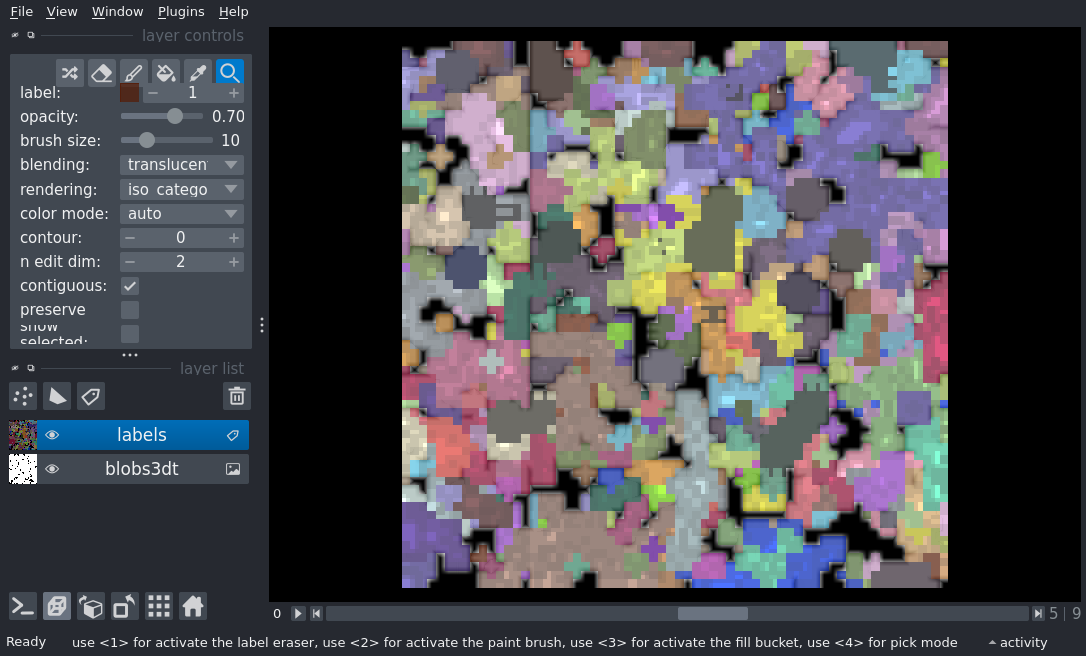 File View Window Plugins Help
layer controls
label: 1
opacity: 0.70
brush size: 10
blending: translucen
rendering: iso_catego
color mode: auto
contour: 0
n edit dim: 2
contiguous:
preserve
show
selected:
layer list
labels
blobs3dt
0 5 | 9
Ready use <1> for activate the label eraser, use <2> for activate the paint brush, use <3> for activate the fill bucket, use <4> for pick mode activity